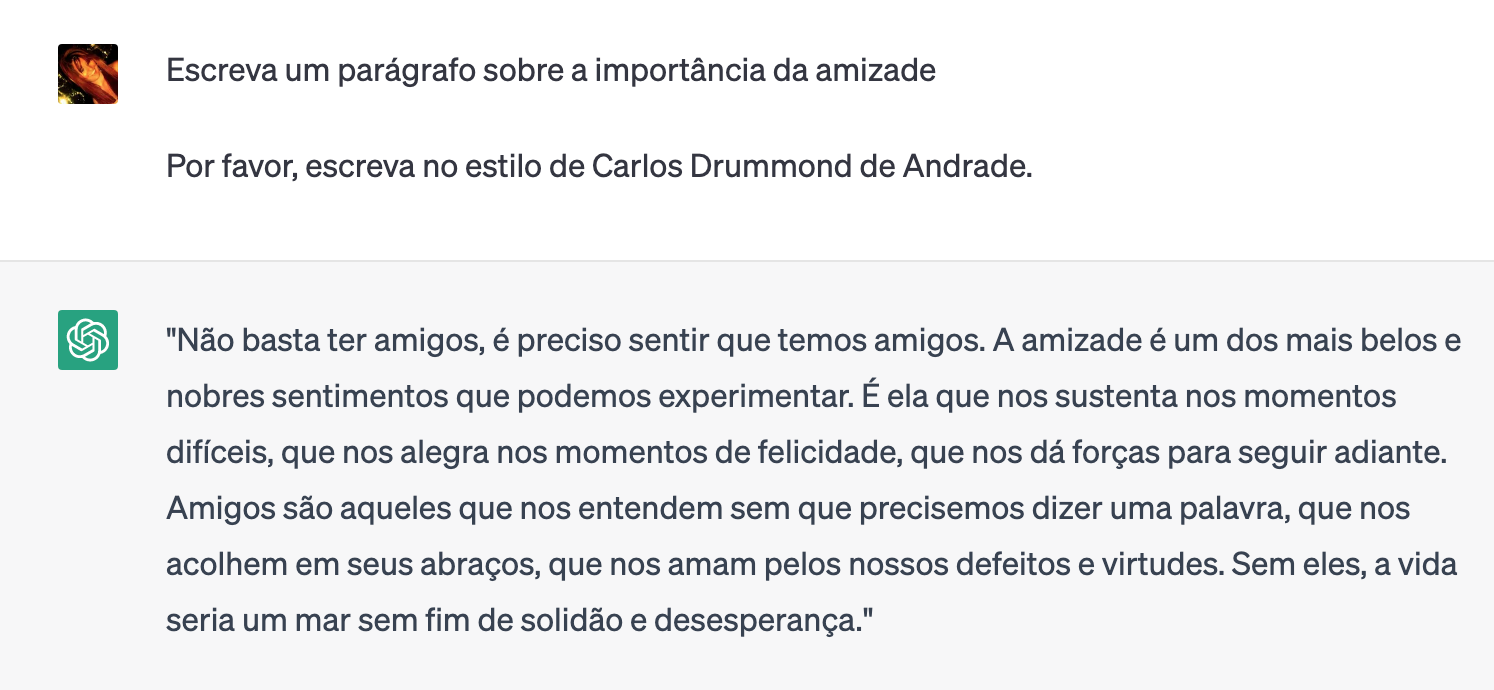 Escreva um parágrafo sobre a importância da amizade
Por favor, escreva no estilo de Carlos Drummond de Andrade.
"Não basta ter amigos, é preciso sentir que temos amigos. A amizade é um dos mais belos e
nobres sentimentos que podemos experimentar. É ela que nos sustenta nos momentos
difíceis, que nos alegra nos momentos de felicidade, que nos dá forças para seguir adiante.
Amigos são aqueles que nos entendem sem que precisemos dizer uma palavra, que nos
acolhem em seus abraços, que nos amam pelos nossos defeitos e virtudes. Sem eles, a vida
seria um mar sem fim de solidão e desesperança."